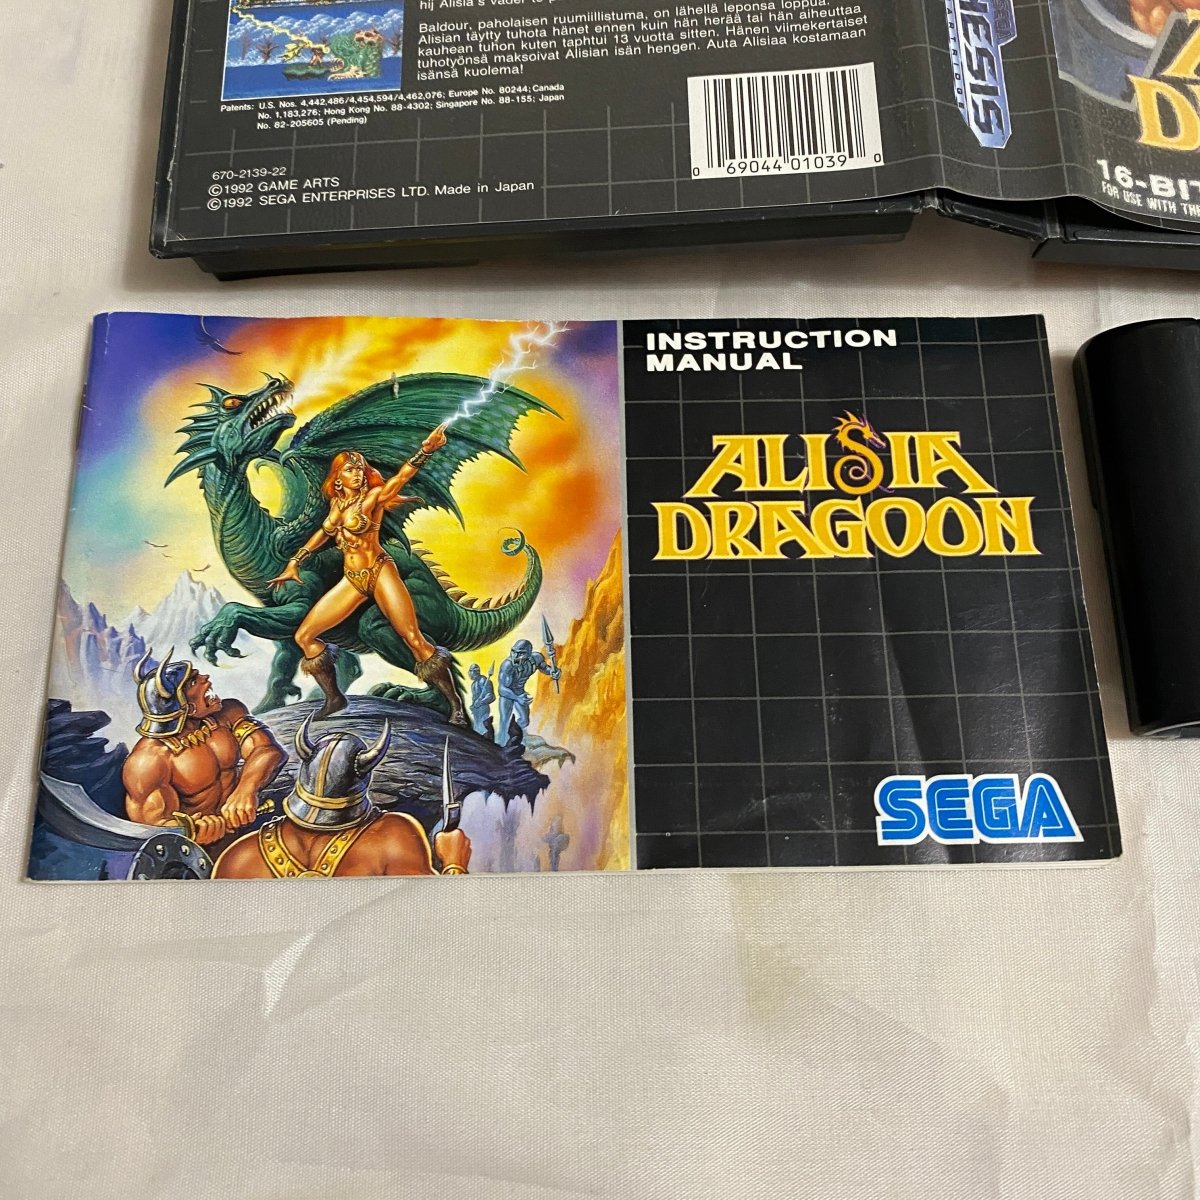 hij Alisia's vader te
Baldour, paholaisen ruumiillistuma, on lähellä leponsa loppua.
Alisian täytyy tuhota hänet ennen kuin hän herää tai hän aiheuttaa
kauhean tuhon kuten taphtui 13 vuotta sitten. Hänen viimekertaiset
tuhotyönsä maksoivat Alisian isän hengen. Auta Alisiaa kostamaan
isänsä kuolema!
Patents: U.S. Nos. 4,442,486/4,454,594/4,462,076; Europe No. 80244; Canada
No. 1,183,276; Hong Kong No. 88-4302; Singapore No. 88-155; Japan
No. 82-205605 (Pending)
670-2139-22
©1992 GAME ARTS
©1992 SEGA ENTERPRISES LTD. Made in Japan
0 69044 01039 0
16-BI
FOR USE WITH THE
INSTRUCTION
MANUAL
ALISIA
DRAGOON
SEGA